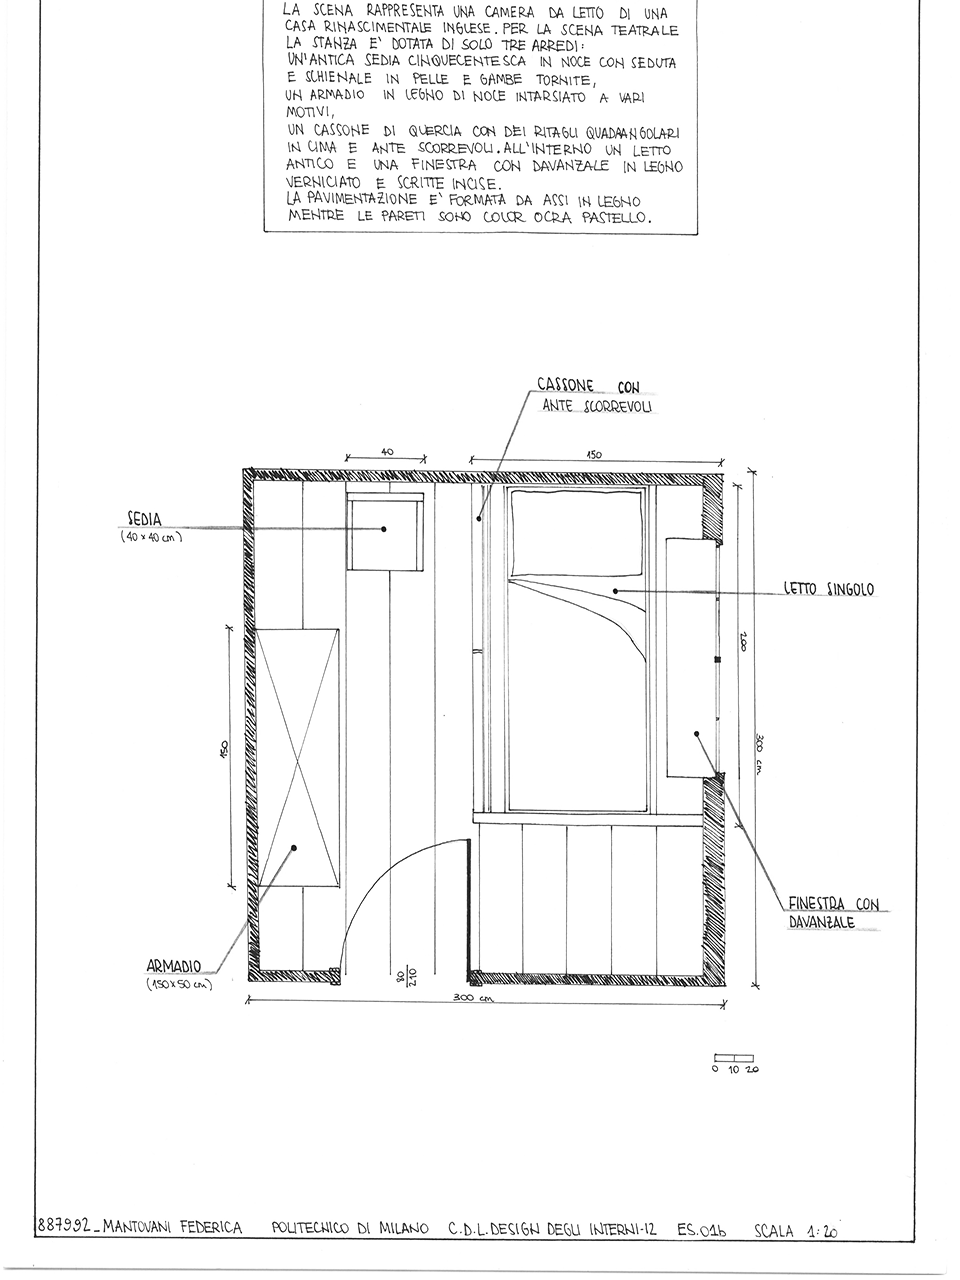 LA SCENA RAPPRESENTA UNA CAMERA DA LETTO DI UNA
CASA RINASCIMENTALE INGLESE. PER LA SCENA TEATRALE
LA STANZA E' DOTATA DI SOLO TRE ARREDI:
UN'ANTICA SEDIA CINQUECENTESCA IN NOCE CON SEDUTA
E SCHIENALE IN PELLE E GAMBE TORNITE,
UN ARMADIO IN LEGNO DI NOCE INTARSIATO A VARI
MOTIVI,
UN CASSONE DI QUERCIA CON DEI RITAGLI QUADRANGOLARI
IN CIMA E ANTE SCORREVOLI. ALL'INTERNO UN LETTO
ANTICO E UNA FINESTRA CON DAVANZALE IN LEGNO
VERNICIATO E SCRITTE INCISE.
LA PAVIMENTAZIONE E' FORMATA DA ASSI IN LEGNO
MENTRE LE PARETI SONO COLOR OCRA PASTELLO.
CASSONE CON
ANTE SCORREVOLI
40
150
SEDIA
(40 x 40 cm)
LETTO SINGOLO
200
150
300 cm
FINESTRA CON
DAVANZALE
ARMADIO
(150 x 50 cm)
80
210
300 cm
0 10 20
887992_MANTOVANI FEDERICA POLITECNICO DI MILANO C.D.L. DESIGN DEGLI INTERNI-I2 ES.01b SCALA 1:20